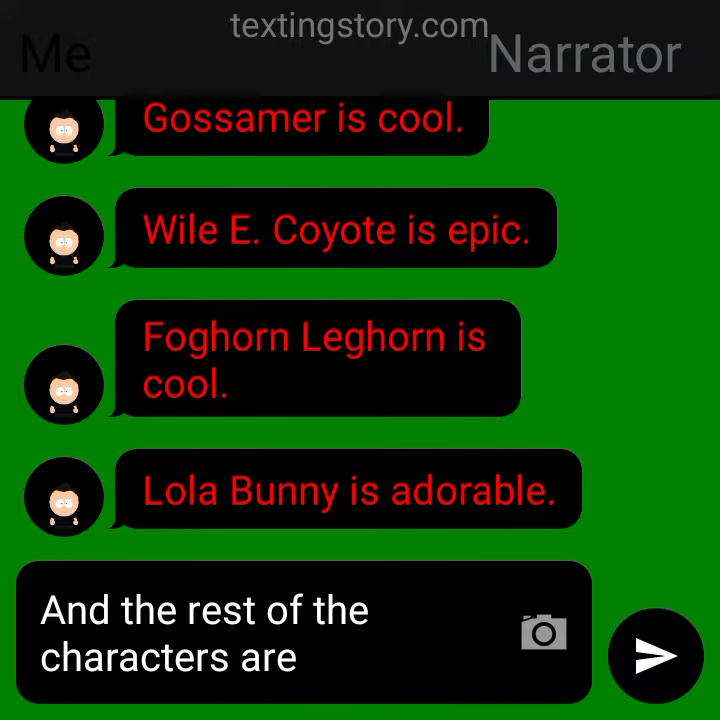 textingstory.com
Me
Narrator
Gossamer is cool.
Wile E. Coyote is epic.
Foghorn Leghorn is
cool.
Lola Bunny is adorable.
And the rest of the
characters are